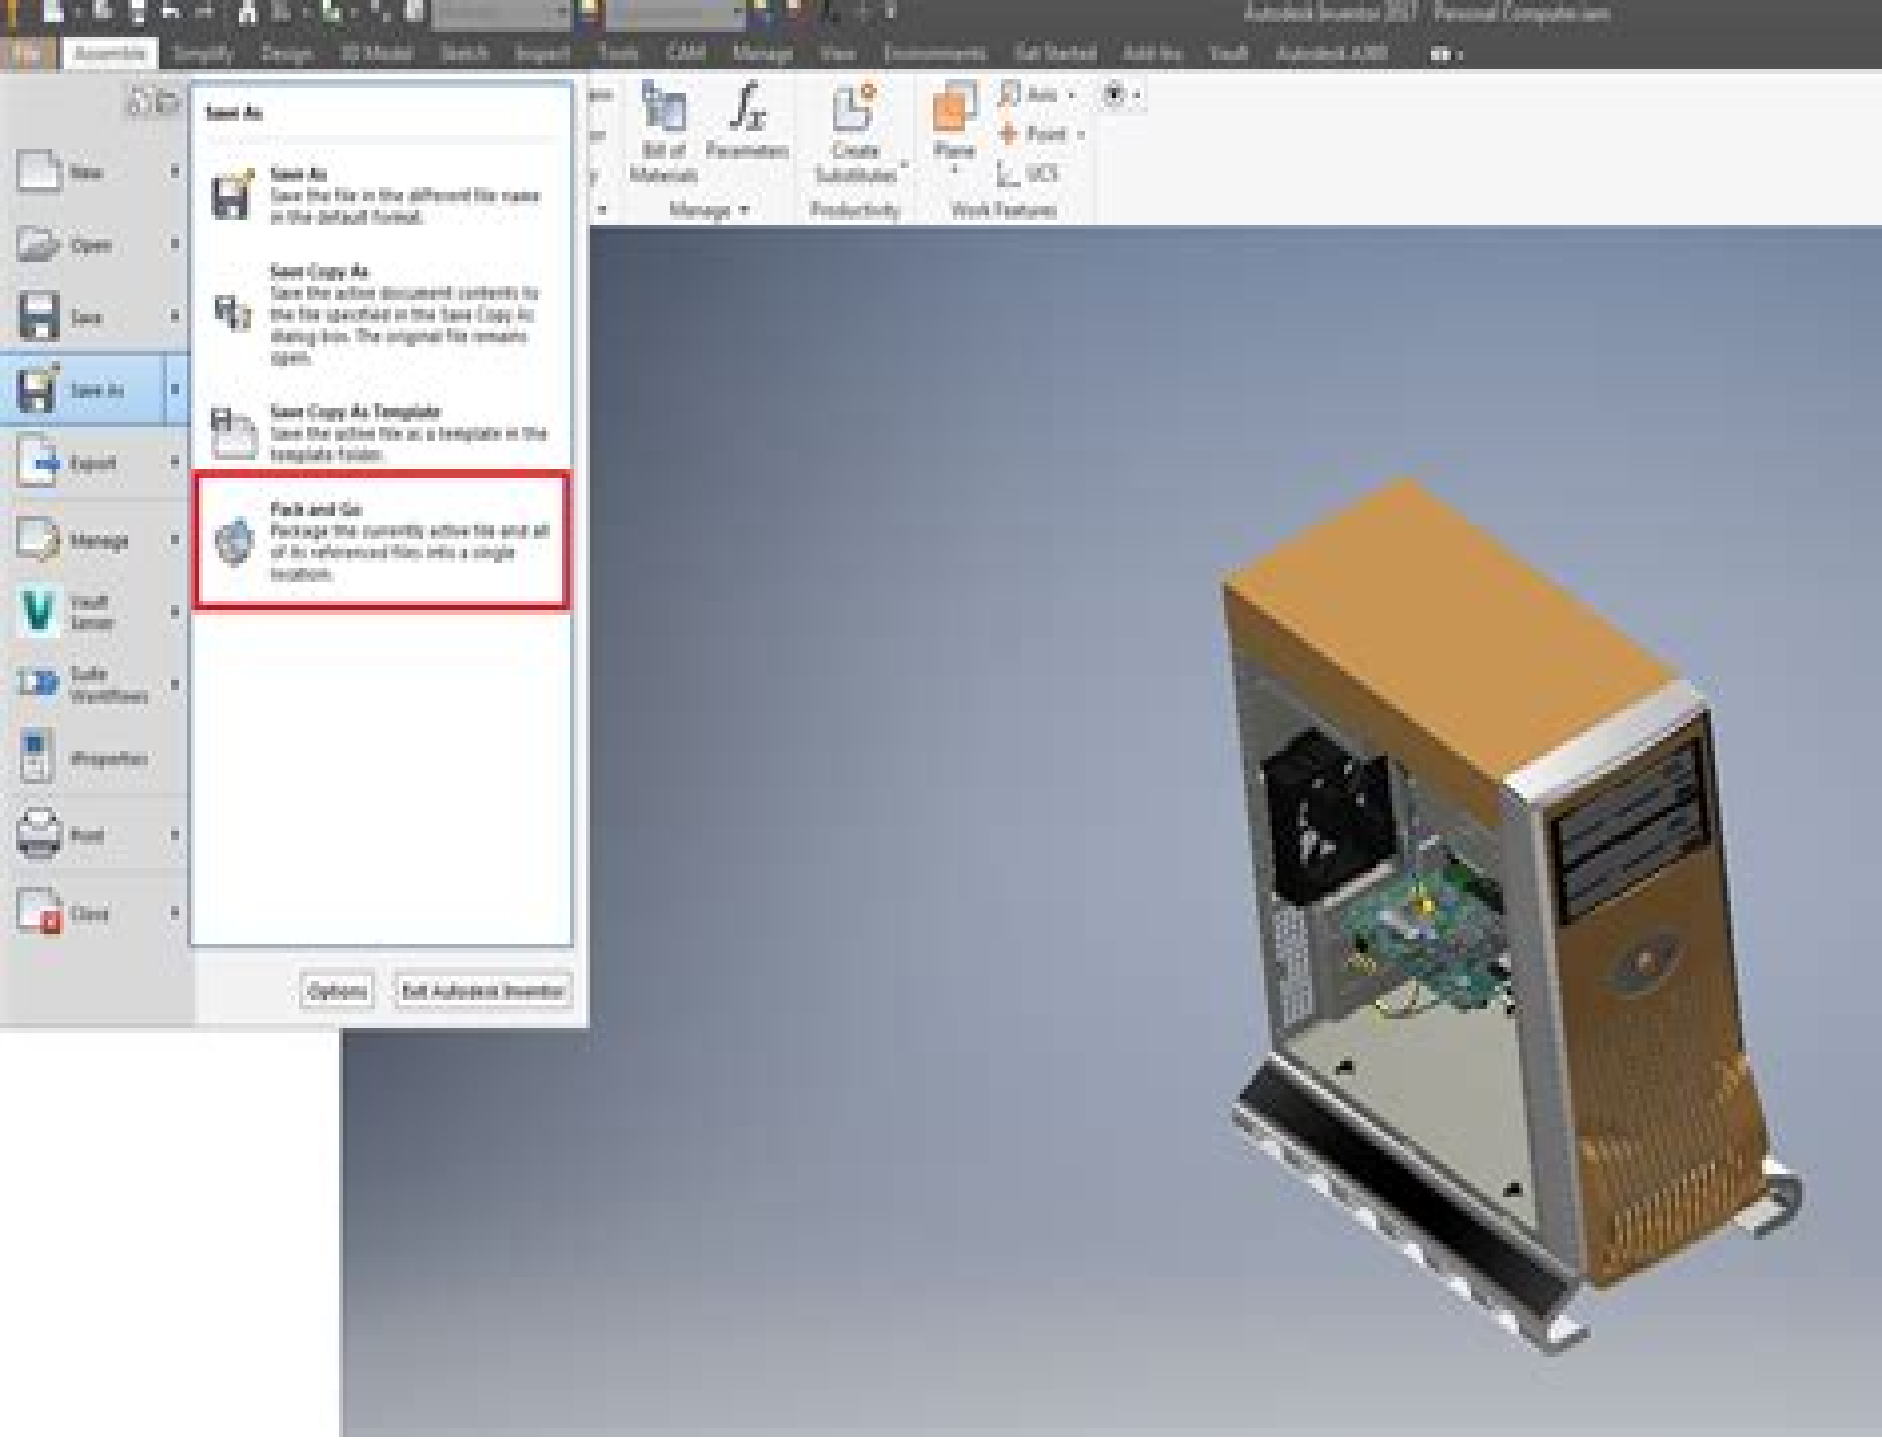 Autodesk Inventor 2017 Personal Computer.iam
File Assemble Simplify Design 3D Model Sketch Inspect Tools CAM Manage View Environments Get Started Add-Ins Vault Autodesk A360
Save As
New
Open
Save
Save As
Export
Manage
Vault
Server
Suite
Workflows
iProperties
Print
Close
Save As
Save the file in the different file name
in the default format.
Save Copy As
Save the active document contents to
the file specified in the Save Copy As
dialog box. The original file remains
open.
Save Copy As Template
Save the active file as a template in the
template folder.
Pack and Go
Package the currently active file and all
of its referenced files into a single
location.
Options
Exit Autodesk Inventor
Bill of
Materials
Parameters
Manage
Create
Substitutes
Productivity
Plane
Axis
Point
UCS
Work Features